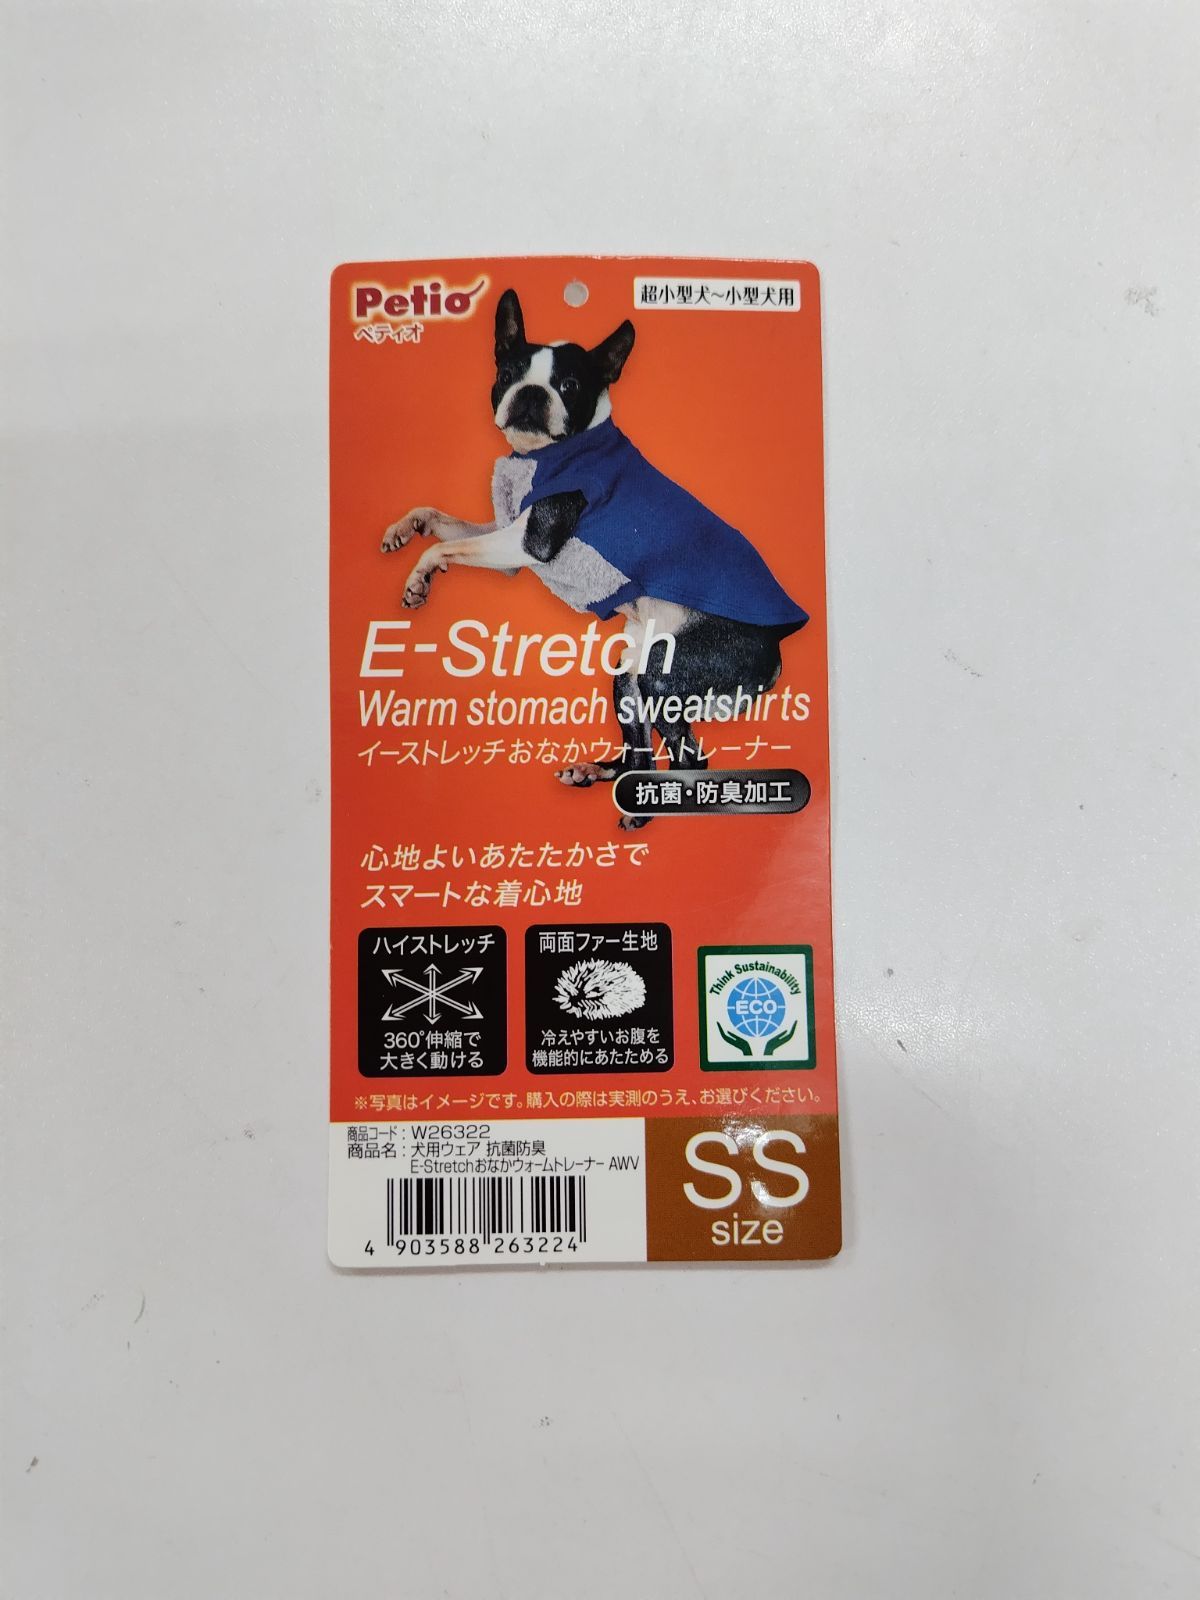 Petio
ペティオ
超小型犬～小型犬用
E-Stretch
Warm stomach sweatshirts
イーストレッチおなかウォームトレーナー
抗菌・防臭加工
心地よいあたたかさで
スマートな着心地
ハイストレッチ
360°伸縮で
大きく動ける
両面ファー生地
冷えやすいお腹を
機能的にあたためる
Think Sustainability
ECO
※写真はイメージです。購入の際は実測のうえ、お選びください。
商品コード：W26322
商品名：犬用ウェア 抗菌防臭
E-Stretchおなかウォームトレーナー AWV
4 903588 263224
SS
size